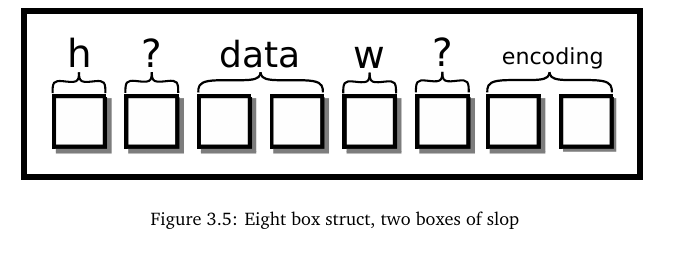 h ? data w ? encoding
Figure 3.5: Eight box struct, two boxes of slop